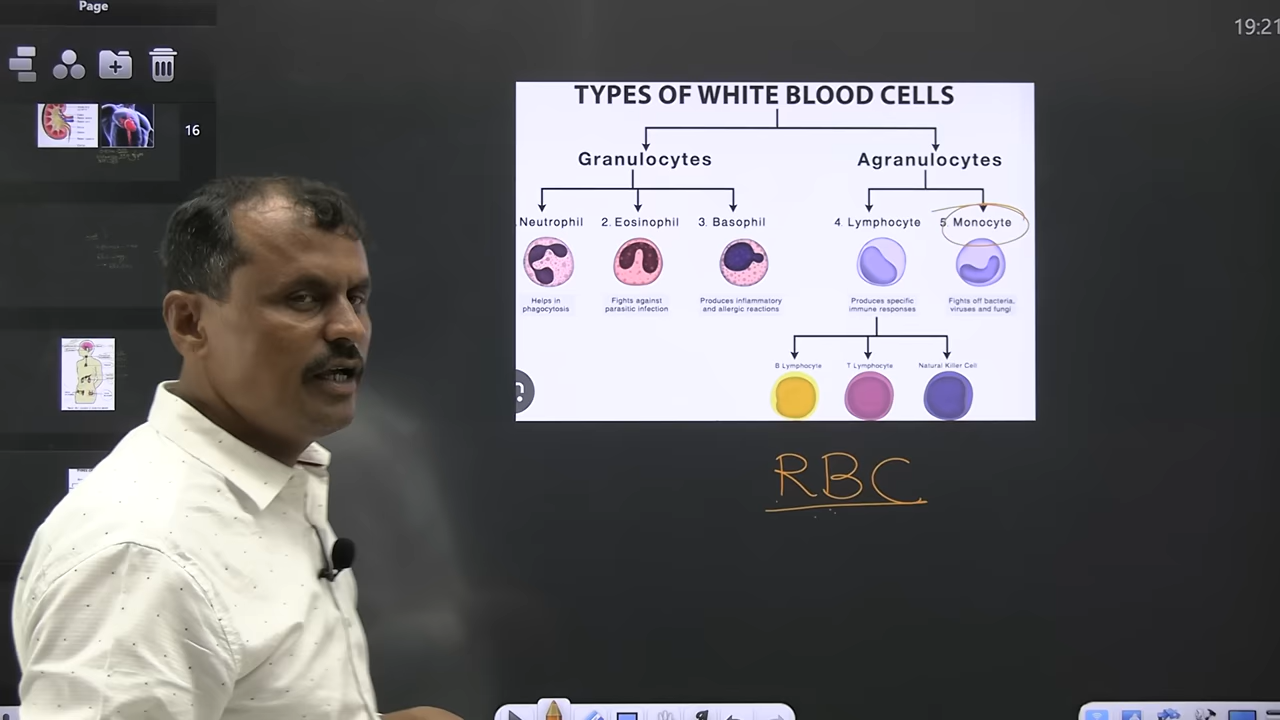 Page
19:21
16
TYPES OF WHITE BLOOD CELLS
Granulocytes
Agranulocytes
Neutrophil
2. Eosinophil
3. Basophil
4. Lymphocyte
5. Monocyte
Helps in
phagocytosis
Fights against
parasitic infection
Produces inflammatory
and allergic reactions
Produces specific
immune responses
Fights off bacteria,
viruses and fungi
B Lymphocyte
T Lymphocyte
Natural Killer Cell
RBC